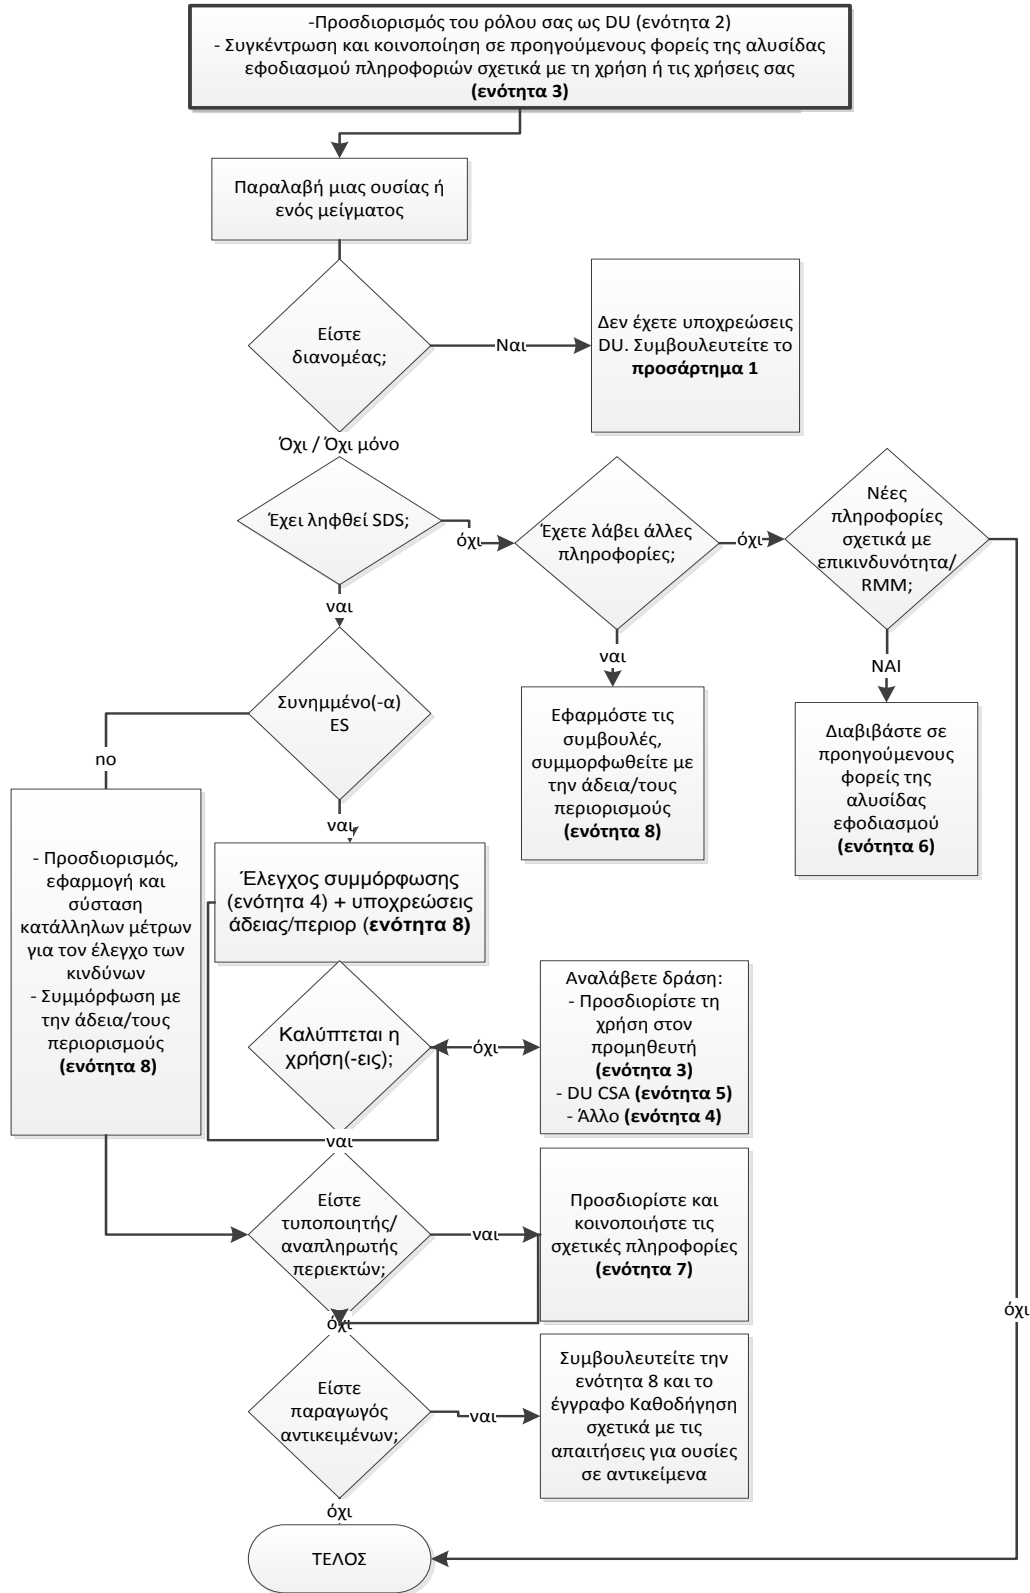 -Προσδιορισμός του ρόλου σας ως DU (ενότητα 2)
- Συγκέντρωση και κοινοποίηση σε προηγούμενους φορείς της αλυσίδας
εφοδιασμού πληροφοριών σχετικά με τη χρήση ή τις χρήσεις σας
(ενότητα 3)
Παραλαβή μιας ουσίας ή
ενός μείγματος
Είστε
διανομέας;
Ναι
Δεν έχετε υποχρεώσεις
DU. Συμβουλευτείτε το
προσάρτημα 1
Όχι / Όχι μόνο
Έχει ληφθεί SDS;
όχι
Έχετε λάβει άλλες
πληροφορίες;
όχι
Νέες
πληροφορίες
σχετικά με
επικινδυνότητα/
RMM;
ναι
ναι
ΝΑΙ
Συνημμένο(-α)
ES
no
Εφαρμόστε τις
συμβουλές,
συμμορφωθείτε με
την άδεια/τους
περιορισμούς
(ενότητα 8)
Διαβιβάστε σε
προηγούμενους
φορείς της
αλυσίδας
εφοδιασμού
(ενότητα 6)
ναι
- Προσδιορισμός,
εφαρμογή και
σύσταση
κατάλληλων μέτρων
για τον έλεγχο των
κινδύνων
- Συμμόρφωση με
την άδεια/τους
περιορισμούς
(ενότητα 8)
Έλεγχος συμμόρφωσης
(ενότητα 4) + υποχρεώσεις
άδειας/περιορ (ενότητα 8)
Καλύπτεται η
χρήση(-εις);
όχι
Αναλάβετε δράση:
- Προσδιορίστε τη
χρήση στον
προμηθευτή
(ενότητα 3)
- DU CSA (ενότητα 5)
- Άλλο (ενότητα 4)
ναι
Είστε
τυποποιητής/
αναπληρωτής
περιεκτών;
ναι
Προσδιορίστε και
κοινοποιήστε τις
σχετικές πληροφορίες
(ενότητα 7)
όχι
όχι
Είστε
παραγωγός
αντικειμένων;
ναι
Συμβουλευτείτε την
ενότητα 8 και το
έγγραφο Καθοδήγηση
σχετικά με τις
απαιτήσεις για ουσίες
σε αντικείμενα
όχι
ΤΕΛΟΣ